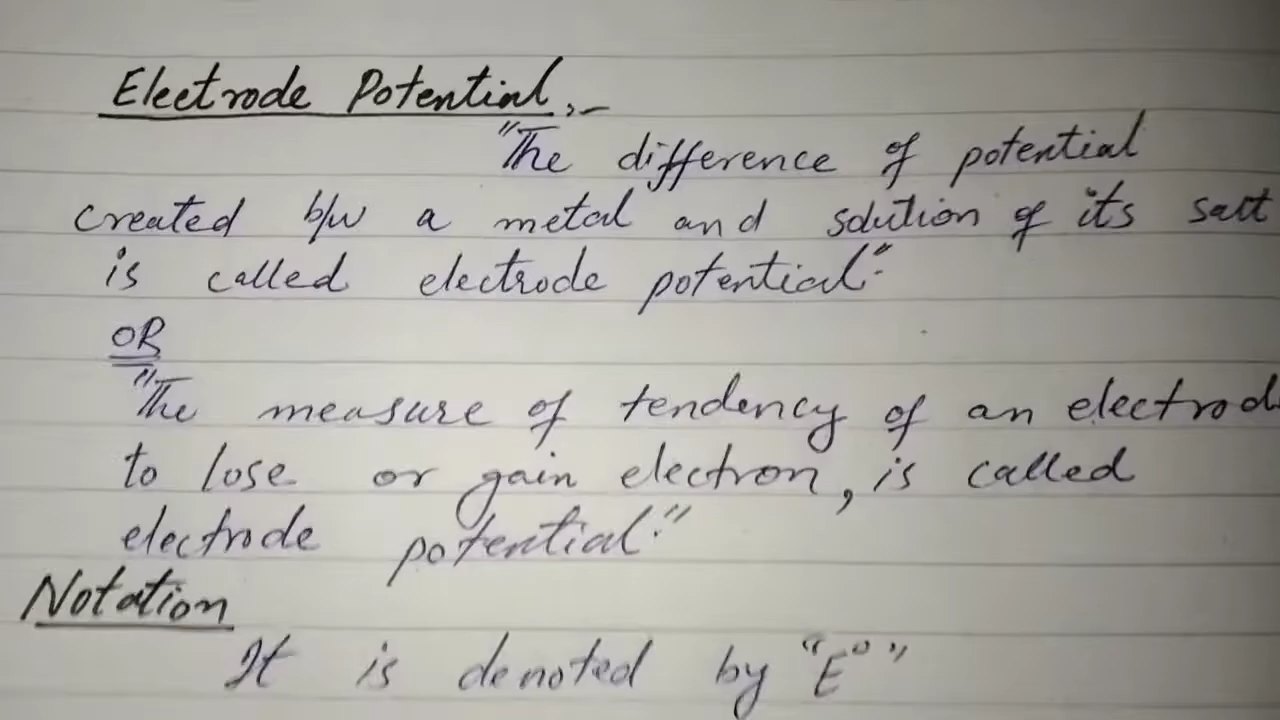 Electrode Potential,-
"The difference of potential
created b/w a metal and solution of its salt
is called electrode potential."
OR
"The measure of tendency of an electrod
to lose or gain electron, is called
electrode potential."
Notation
It is denoted by "E°"